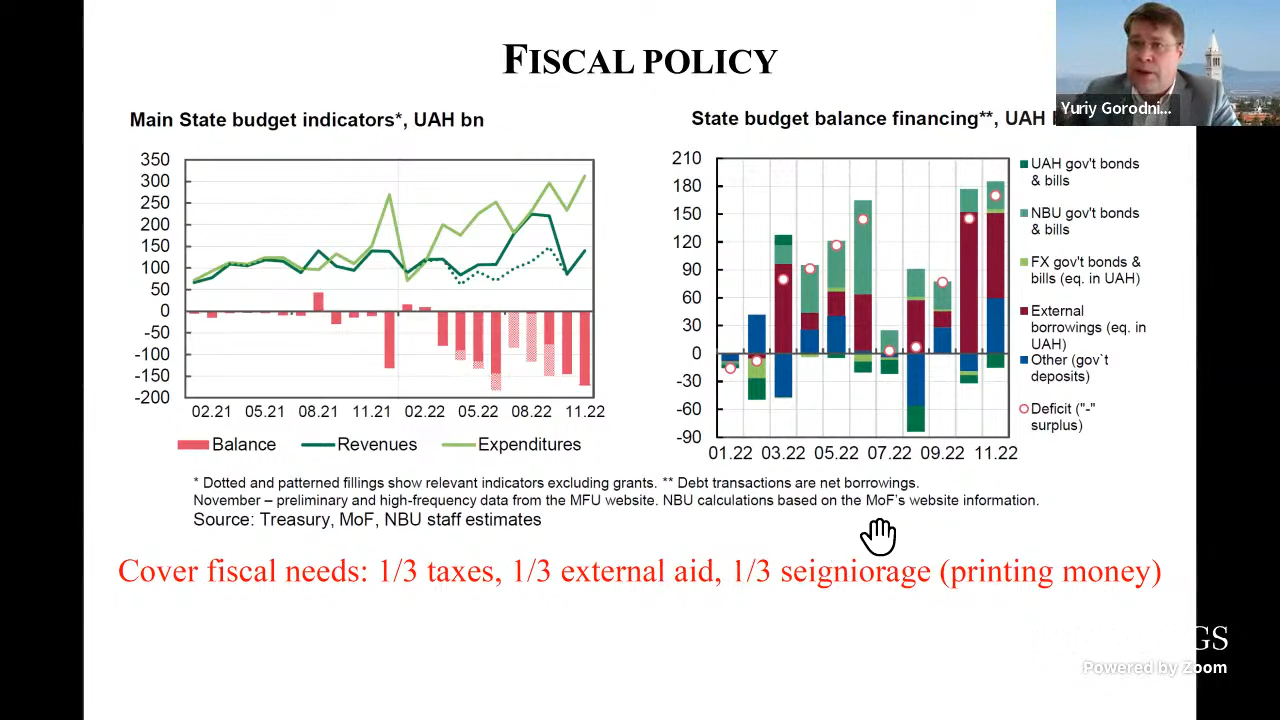 FISCAL POLICY
Yuriy Gorodni...
Main State budget indicators*, UAH bn
350
300
250
200
150
100
50
0
-50
-100
-150
-200
02.21 05.21 08.21 11.21 02.22 05.22 08.22 11.22
Balance Revenues Expenditures
State budget balance financing**, UAH
210
180
150
120
90
60
30
0
-30
-60
-90
01.22 03.22 05.22 07.22 09.22 11.22
UAH gov't bonds
& bills
NBU gov't bonds
& bills
FX gov't bonds &
bills (eq. in UAH)
External
borrowings (eq. in
UAH)
Other (gov`t
deposits)
Deficit ("-"
surplus)
* Dotted and patterned fillings show relevant indicators excluding grants. ** Debt transactions are net borrowings.
November – preliminary and high-frequency data from the MFU website. NBU calculations based on the MoF's website information.
Source: Treasury, MoF, NBU staff estimates
Cover fiscal needs: 1/3 taxes, 1/3 external aid, 1/3 seigniorage (printing money)
GS
Powered by Zoom